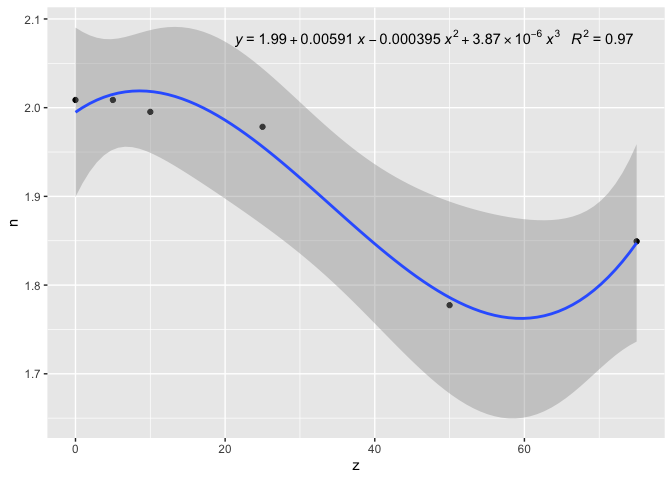 2.1
y = 1.99 + 0.00591 x − 0.000395 x² + 3.87 × 10⁻⁶ x³   R² = 0.97
2.0
1.9
n
1.8
1.7
0 20 40 60
z